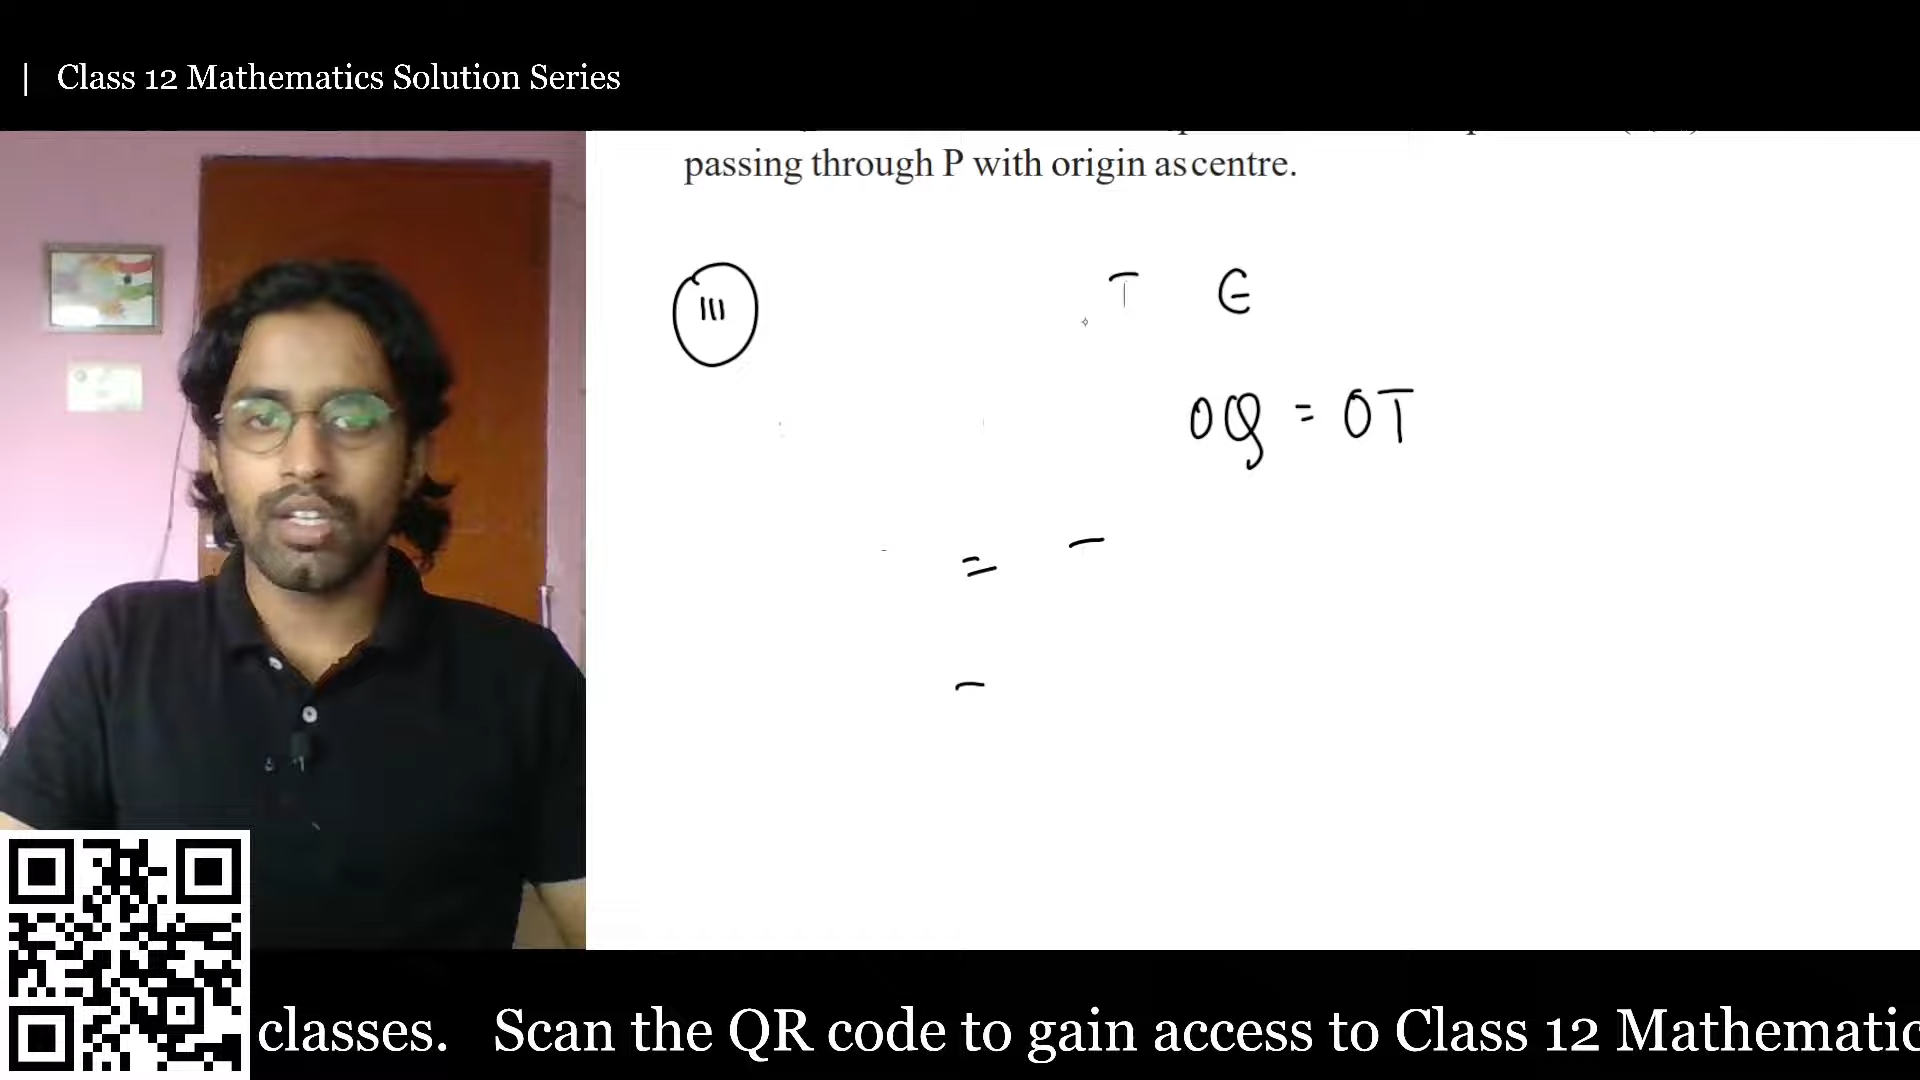 | Class 12 Mathematics Solution Series
passing through P with origin as centre.
III
T ∈
OQ = OT
= –
–
classes. Scan the QR code to gain access to Class 12 Mathematic